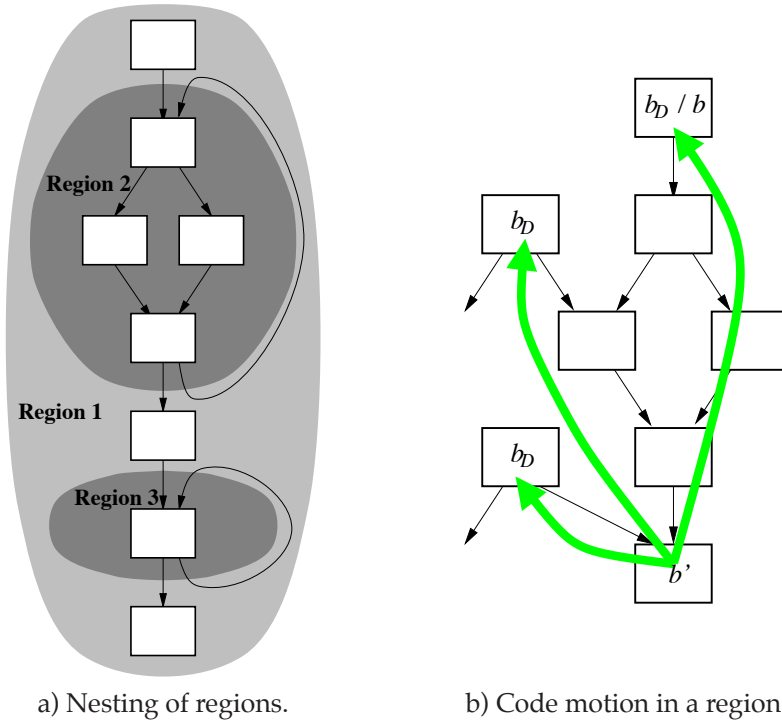 Region 2
Region 1
Region 3
a) Nesting of regions.
b_D / b
b_D
b_D
b'
b) Code motion in a region